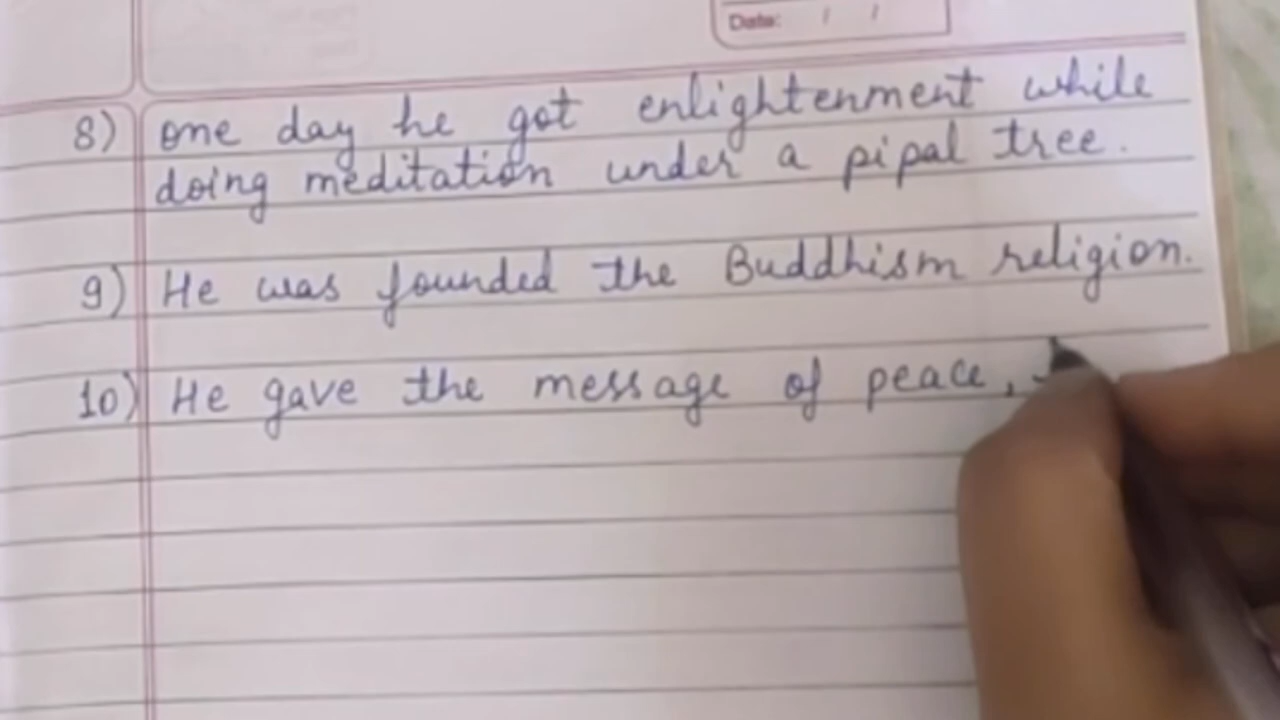 Date: / /
8) one day he got enlightenment while
doing meditation under a pipal tree.
9) He was founded the Buddhism religion.
10) He gave the message of peace,